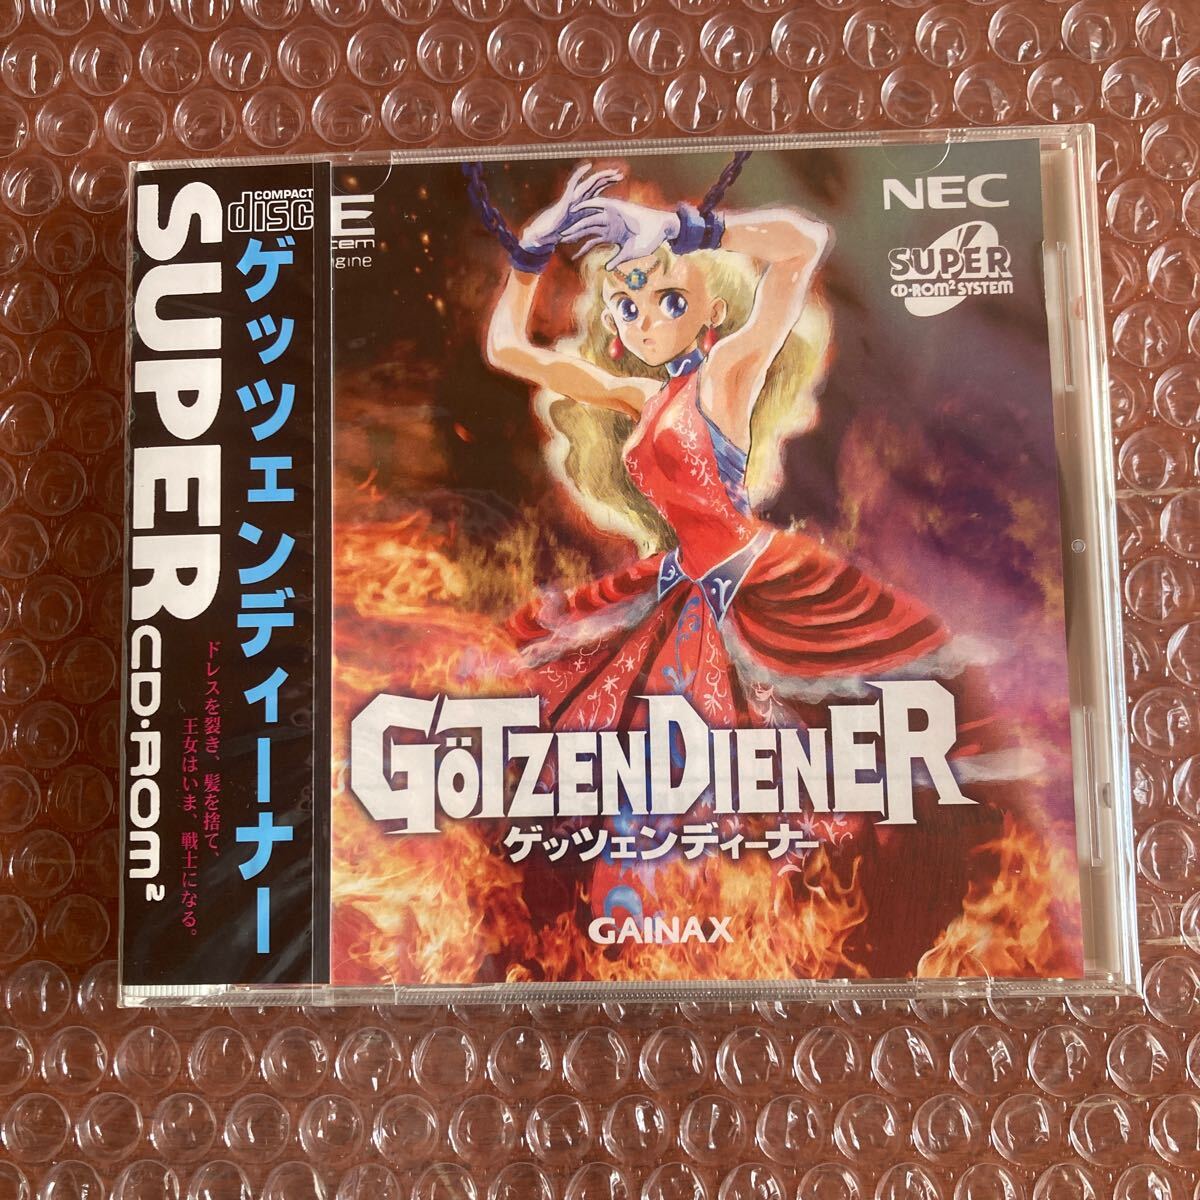 COMPACT
disc
SUPER CD·ROM²
ゲッツェンディーナー
ドレスを裂き、髪を捨て、
王女はいま、戦士になる。
NEC
SUPER
CD-ROM² SYSTEM
GÖTZENDIENER
ゲッツェンディーナー
GAINAX